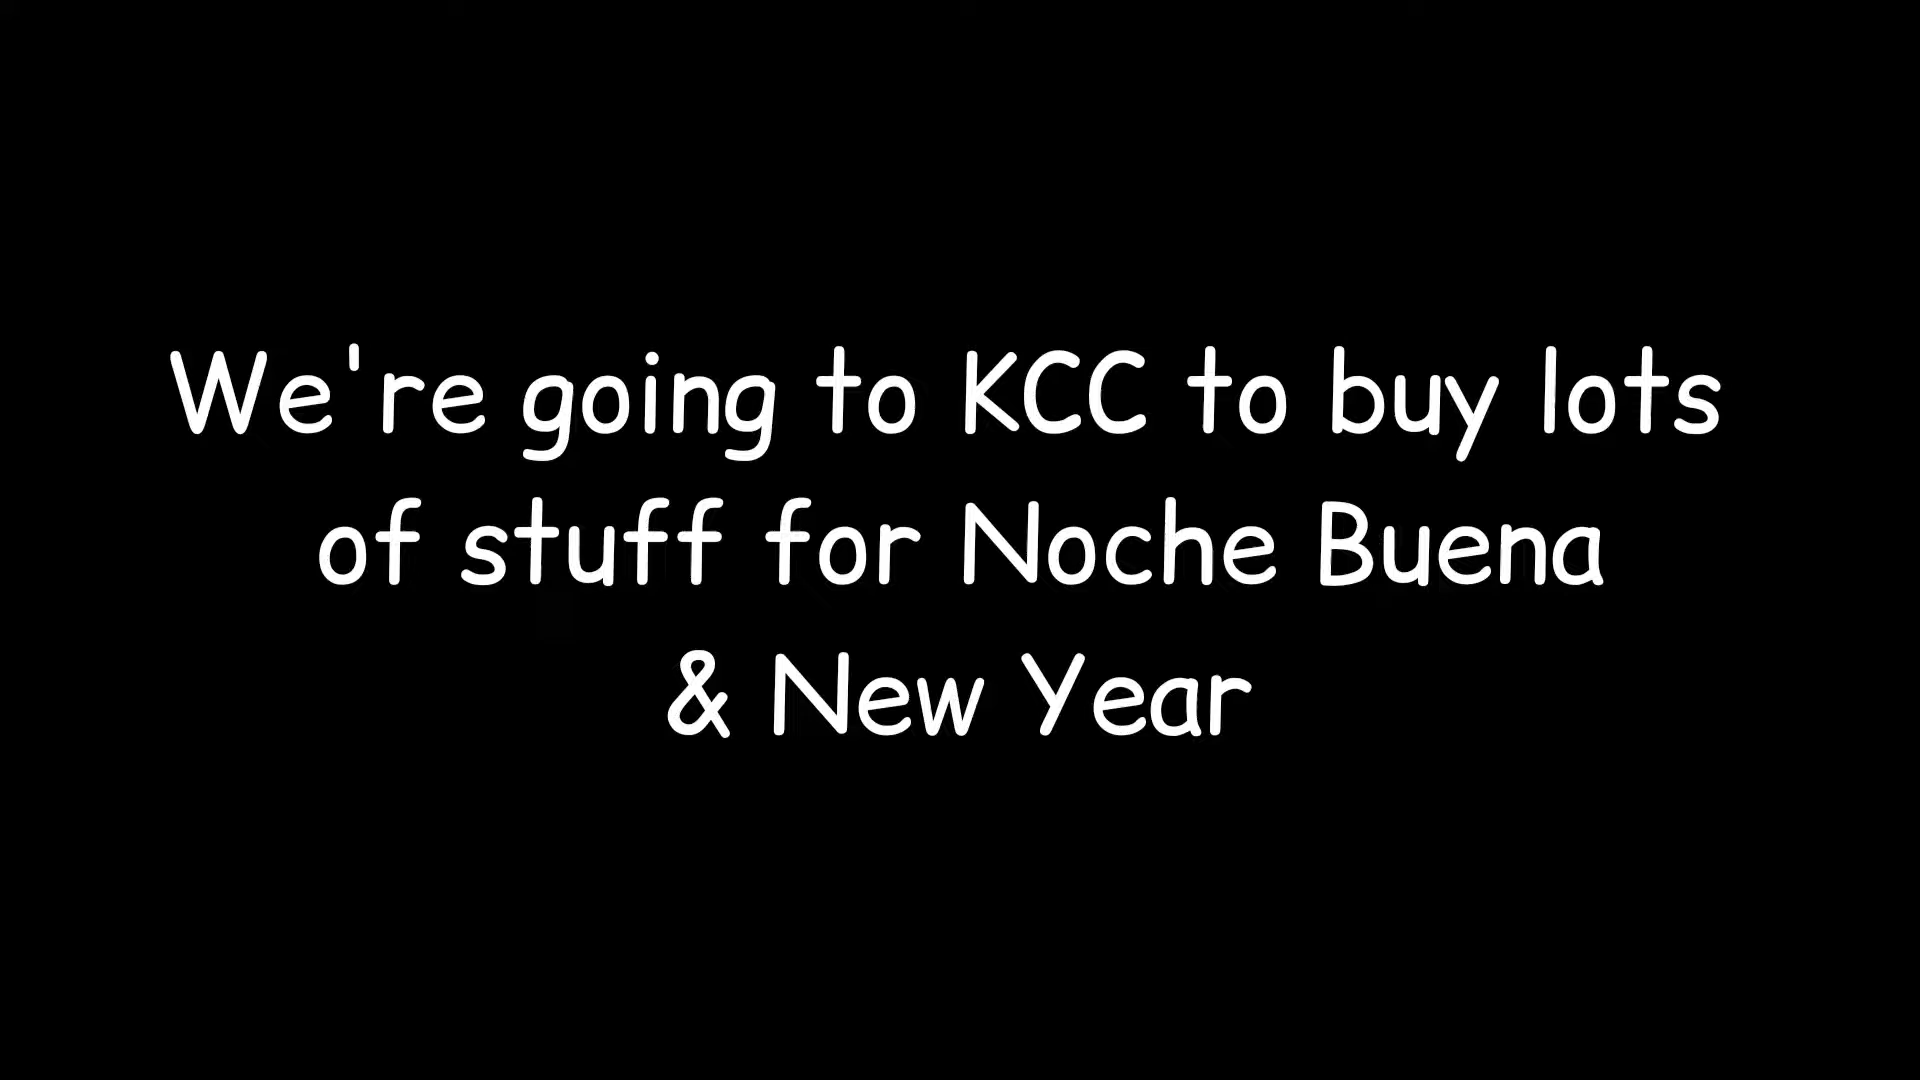 We're going to KCC to buy lots
of stuff for Noche Buena
& New Year